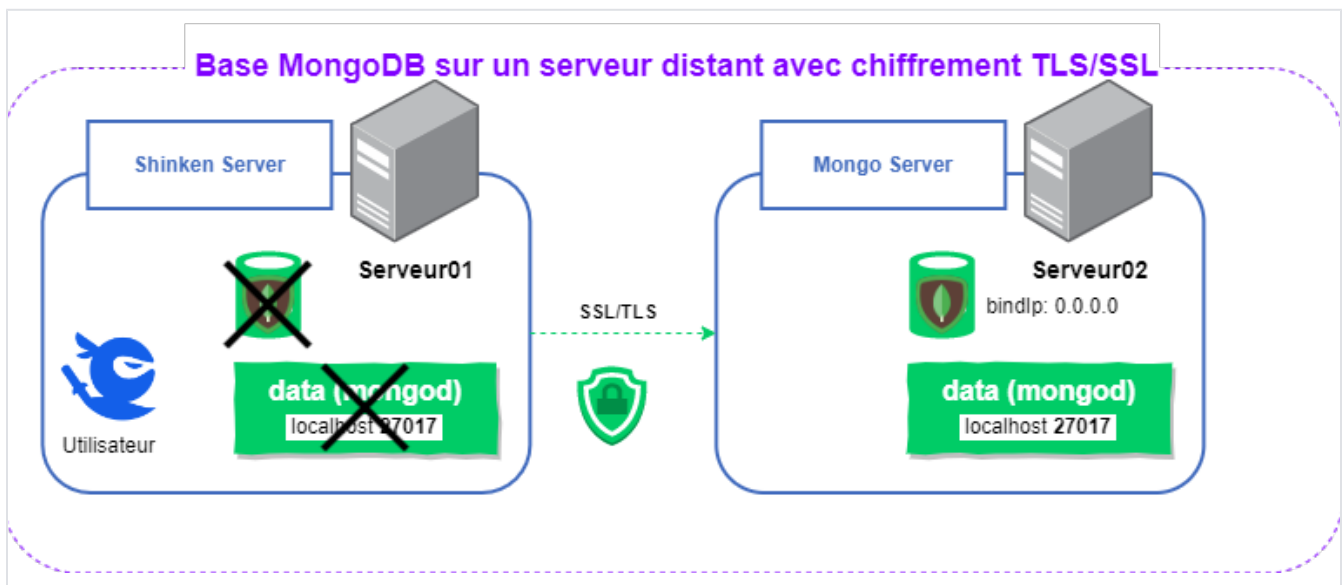 Base MongoDB sur un serveur distant avec chiffrement TLS/SSL
Shinken Server
Mongo Server
Serveur01
Serveur02
bindIp: 0.0.0.0
SSL/TLS
data (mongod)
localhost 27017
data (mongod)
localhost 27017
Utilisateur